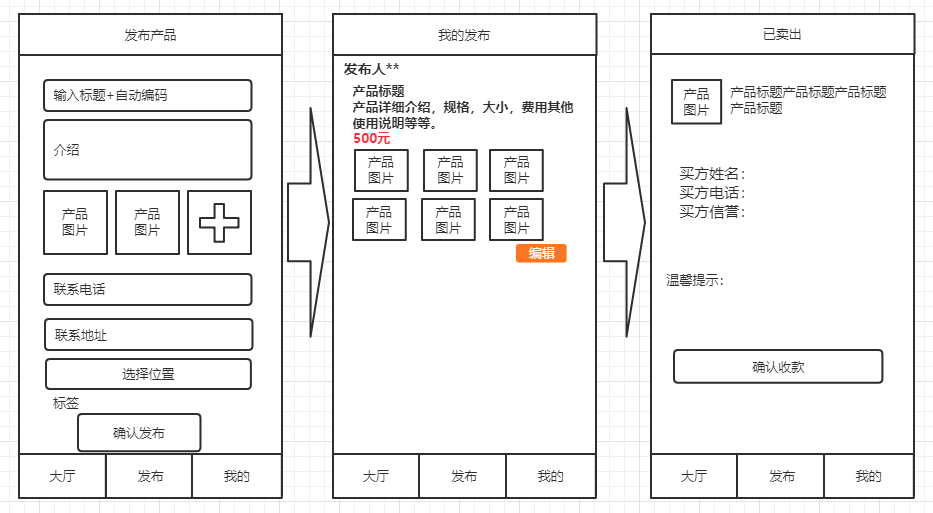 发布产品
输入标题+自动编码
介绍
产品
图片
产品
图片
联系电话
联系地址
选择位置
标签
确认发布
大厅
发布
我的
我的发布
发布人**
产品标题
产品详细介绍，规格，大小，费用其他
使用说明等等。
500元
产品
图片
产品
图片
产品
图片
产品
图片
产品
图片
产品
图片
编辑
大厅
发布
我的
已卖出
产品
图片
产品标题产品标题产品标题
产品标题
买方姓名：
买方电话：
买方信誉：
温馨提示：
确认收款
大厅
发布
我的